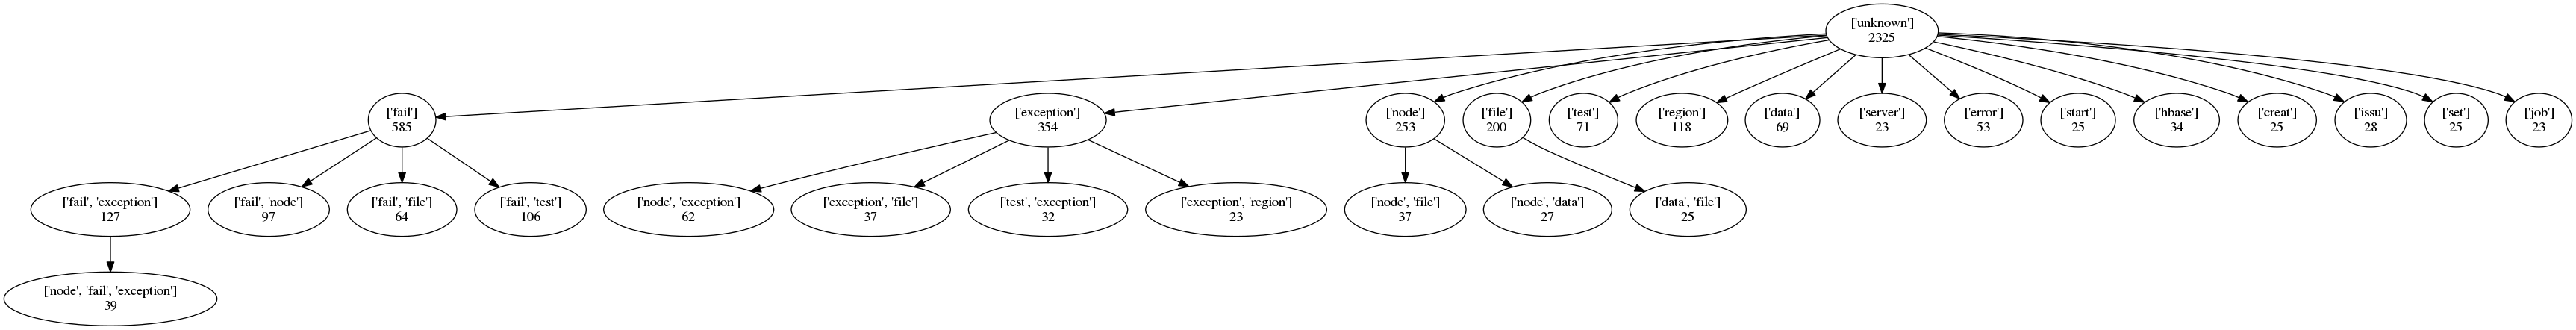 ['unknown']
2325
['fail']
585
['exception']
354
['node']
253
['file']
200
['test']
71
['region']
118
['data']
69
['server']
23
['error']
53
['start']
25
['hbase']
34
['creat']
25
['issu']
28
['set']
25
['job']
23
['fail', 'exception']
127
['fail', 'node']
97
['fail', 'file']
64
['fail', 'test']
106
['node', 'exception']
62
['exception', 'file']
37
['test', 'exception']
32
['exception', 'region']
23
['node', 'file']
37
['node', 'data']
27
['data', 'file']
25
['node', 'fail', 'exception']
39